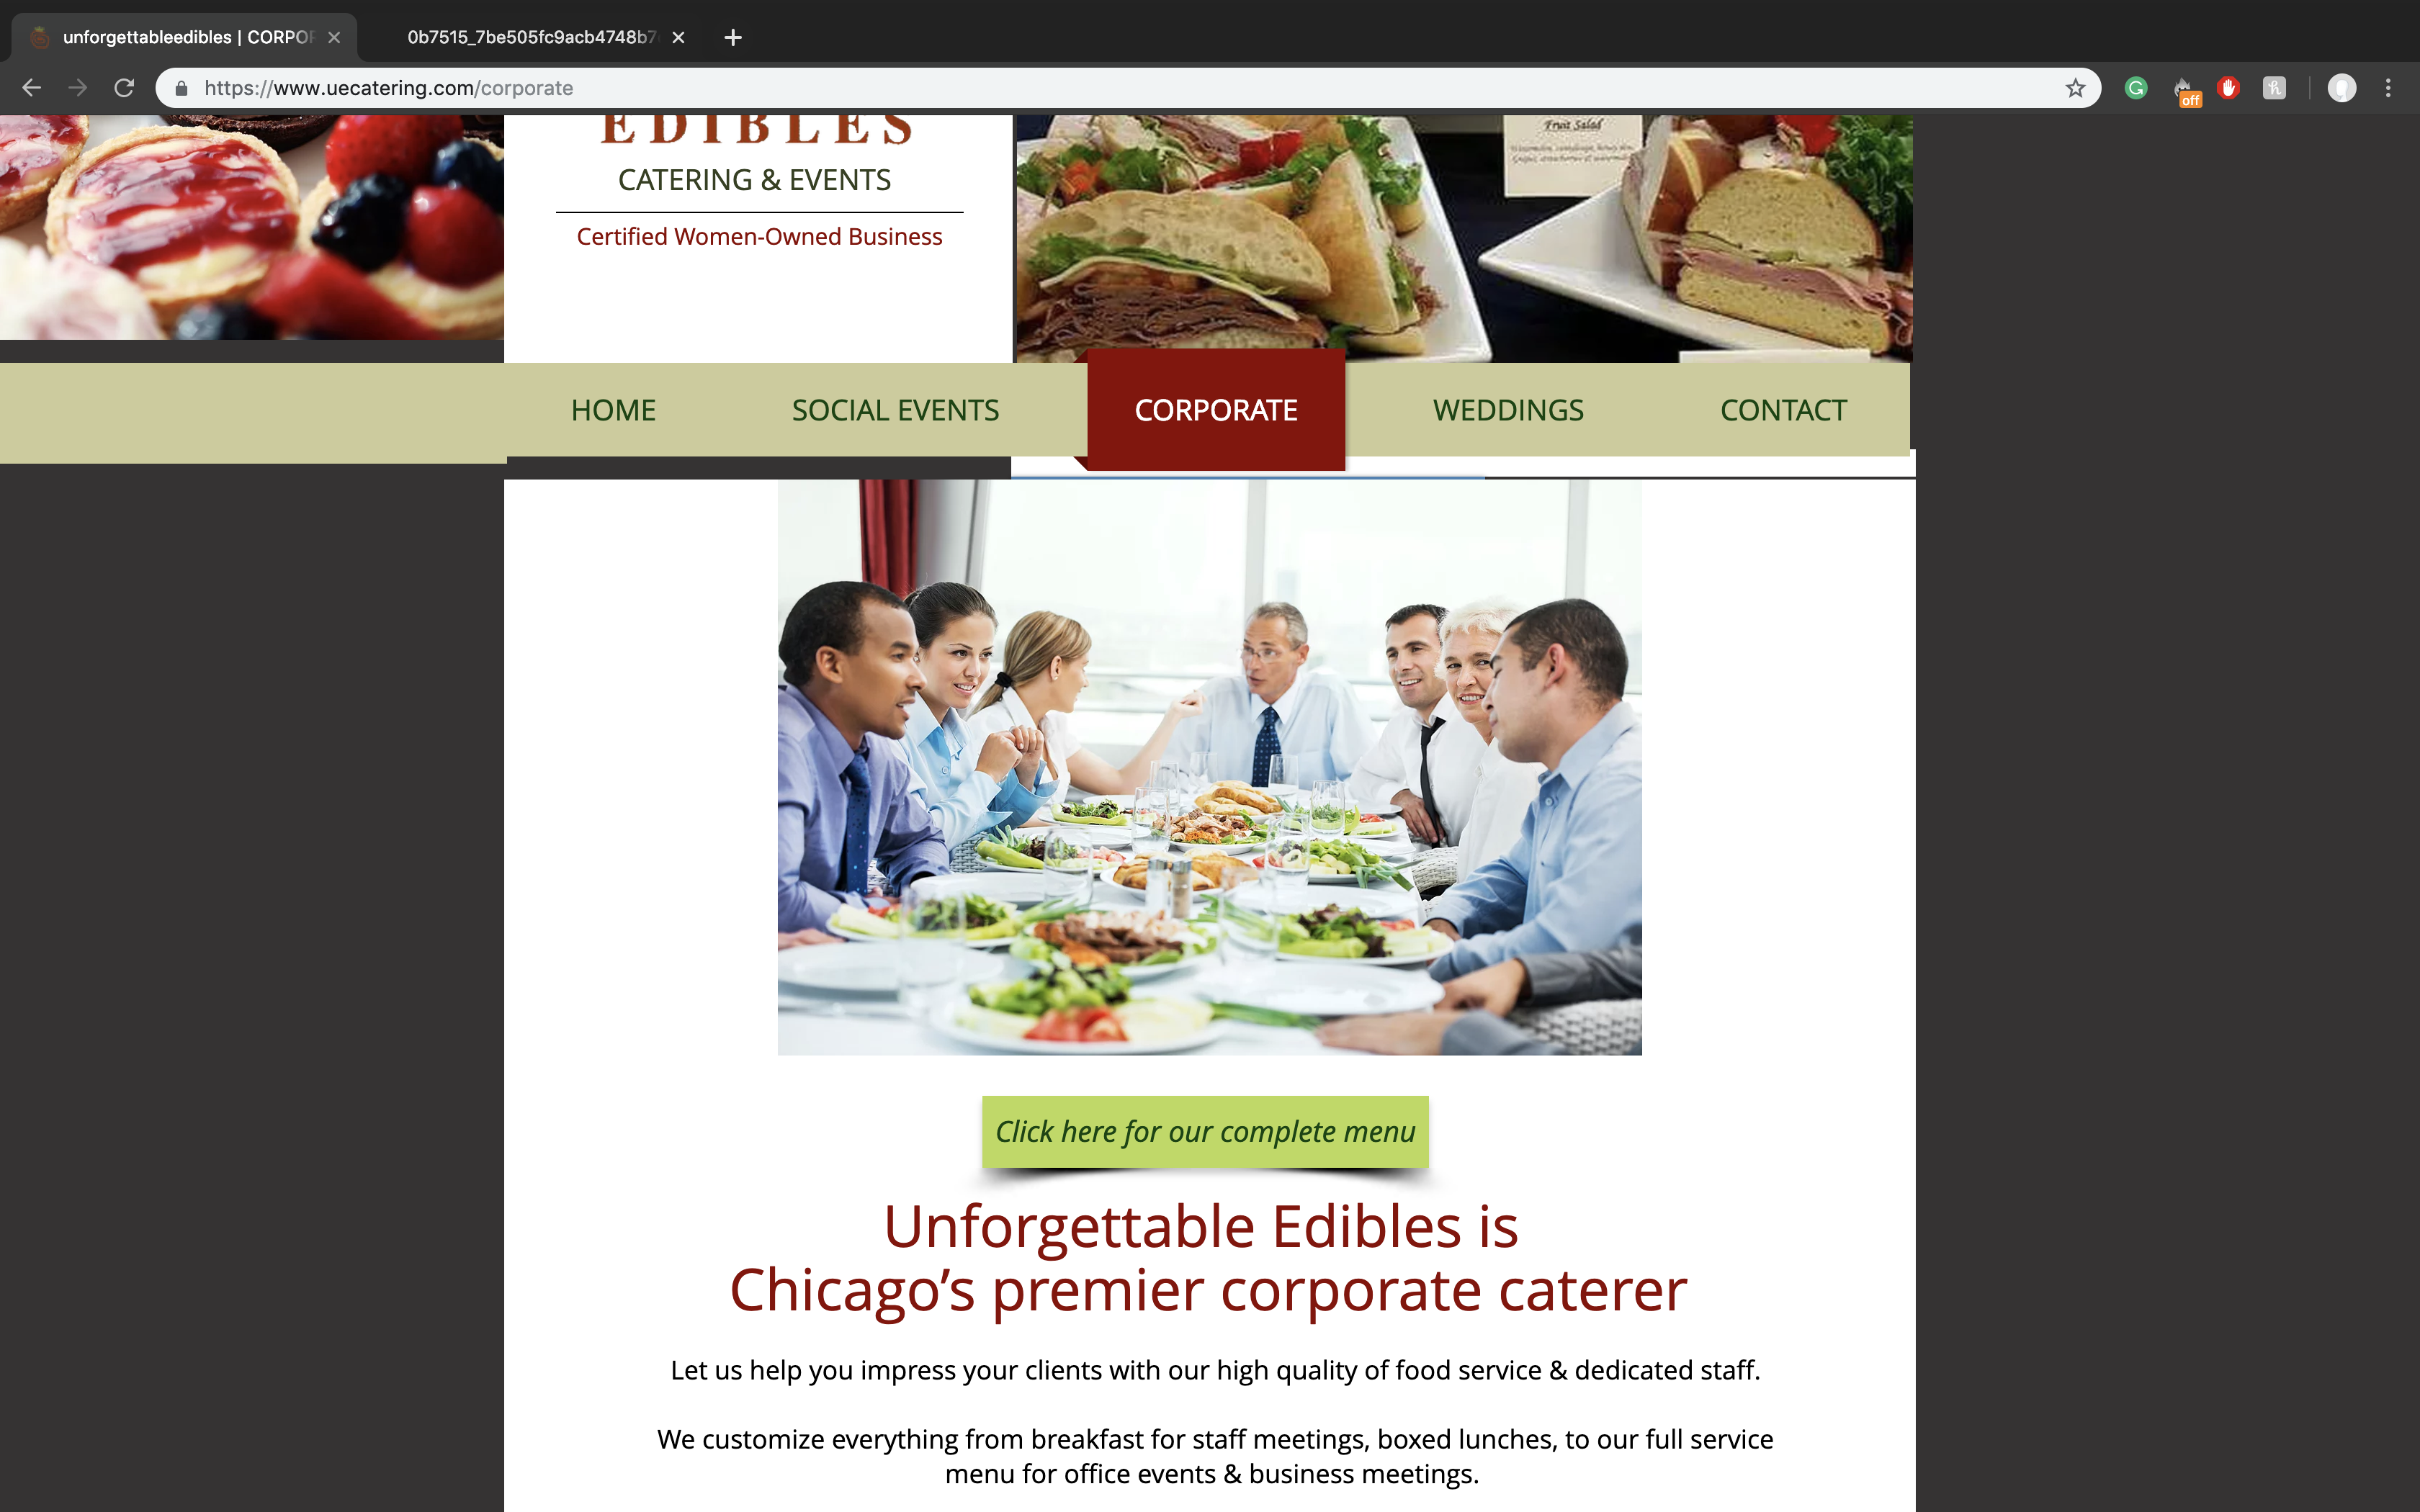 unforgettableedibles | CORPO
0b7515_7be505fc9acb4748b7
https://www.uecatering.com/corporate
off
EDIBLES
CATERING & EVENTS
Certified Women-Owned Business
Fruit Salad
HOME
SOCIAL EVENTS
CORPORATE
WEDDINGS
CONTACT
Click here for our complete menu
Unforgettable Edibles is
Chicago’s premier corporate caterer
Let us help you impress your clients with our high quality of food service & dedicated staff.
We customize everything from breakfast for staff meetings, boxed lunches, to our full service
menu for office events & business meetings.